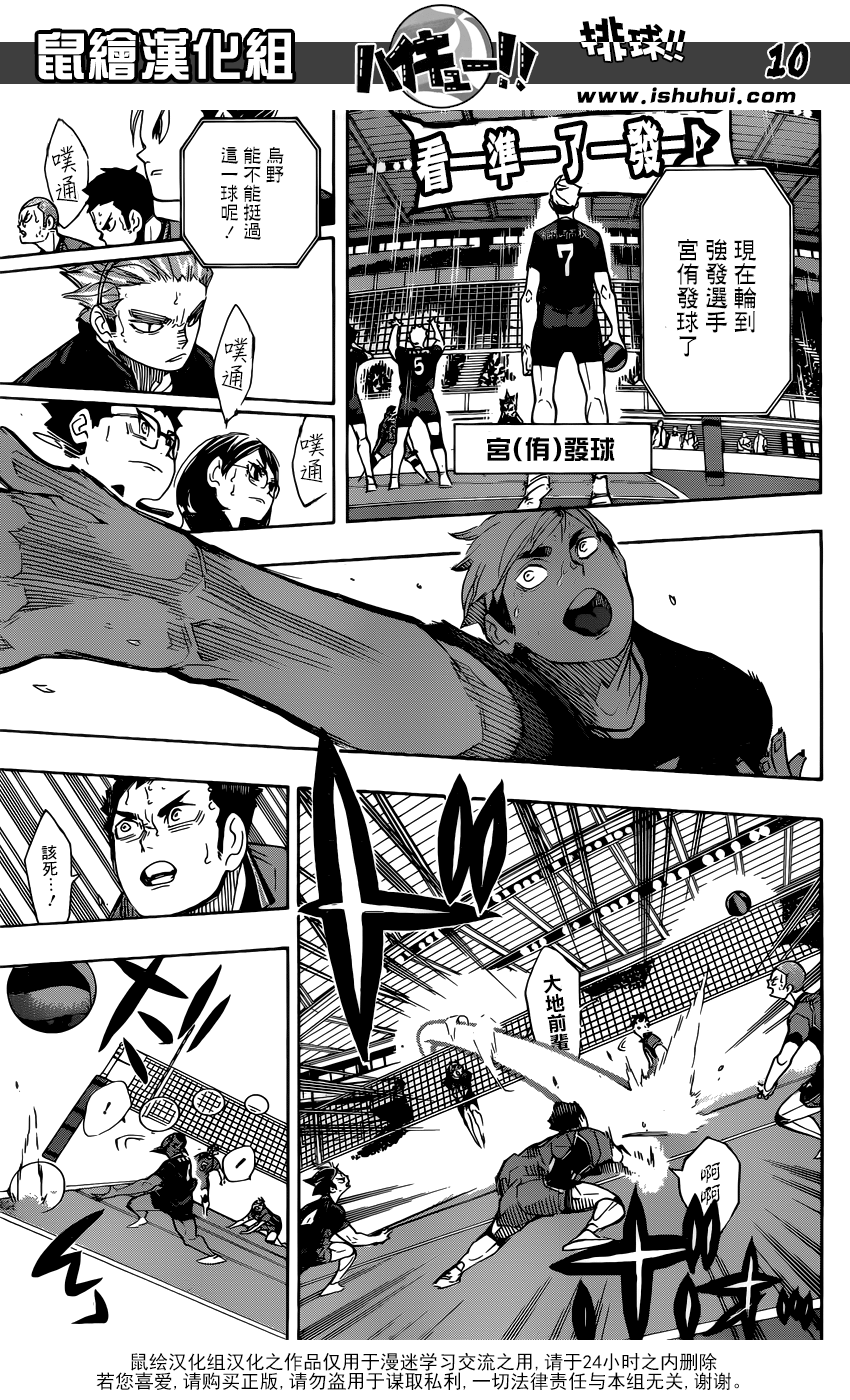 鼠繪漢化組
ハイキュー!!
排球!!
10
www.ishuhui.com
看一準一了一發一P
現在輪到
強發選手
宮侑發球了
7
5
宮(侑)發球
烏野
能不能挺過
這一球呢!
噗通
噗通
噗通
大地前輩
啊啊
該死…!
回
鼠绘汉化组汉化之作品仅用于漫迷学习交流之用,请于24小时之内删除
若您喜爱,请购买正版,请勿盗用于谋取私利,一切法律责任与本组无关,谢谢。